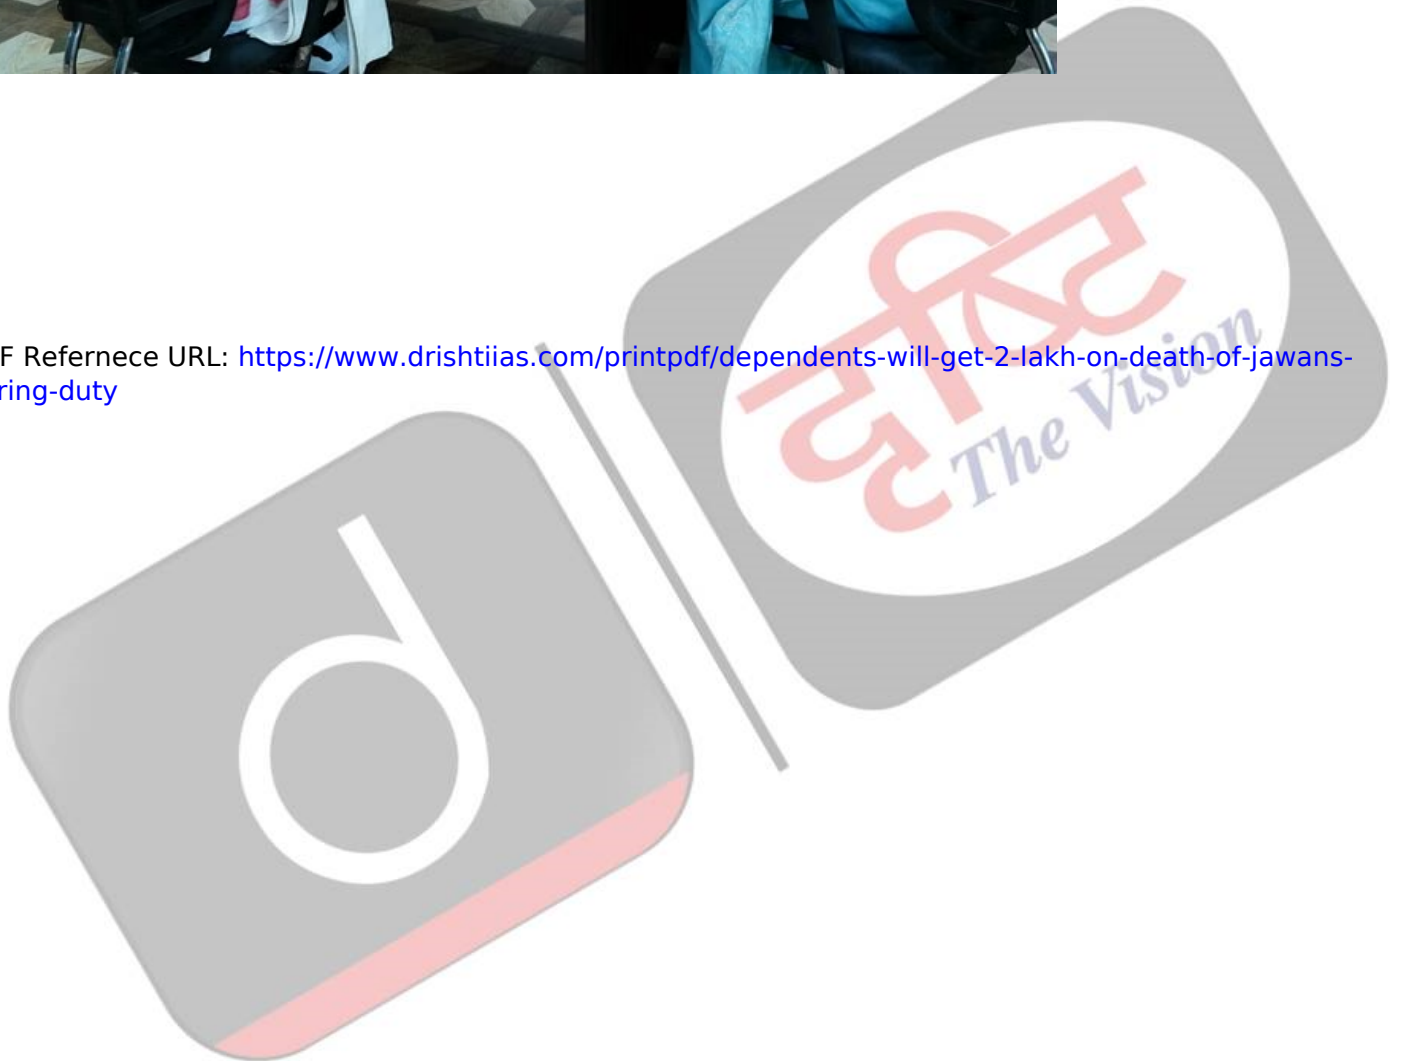 F Refernece URL: https://www.drishtiias.com/printpdf/dependents-will-get-2-lakh-on-death-of-jawans-
ring-duty
दृष्टि
The Vision
d